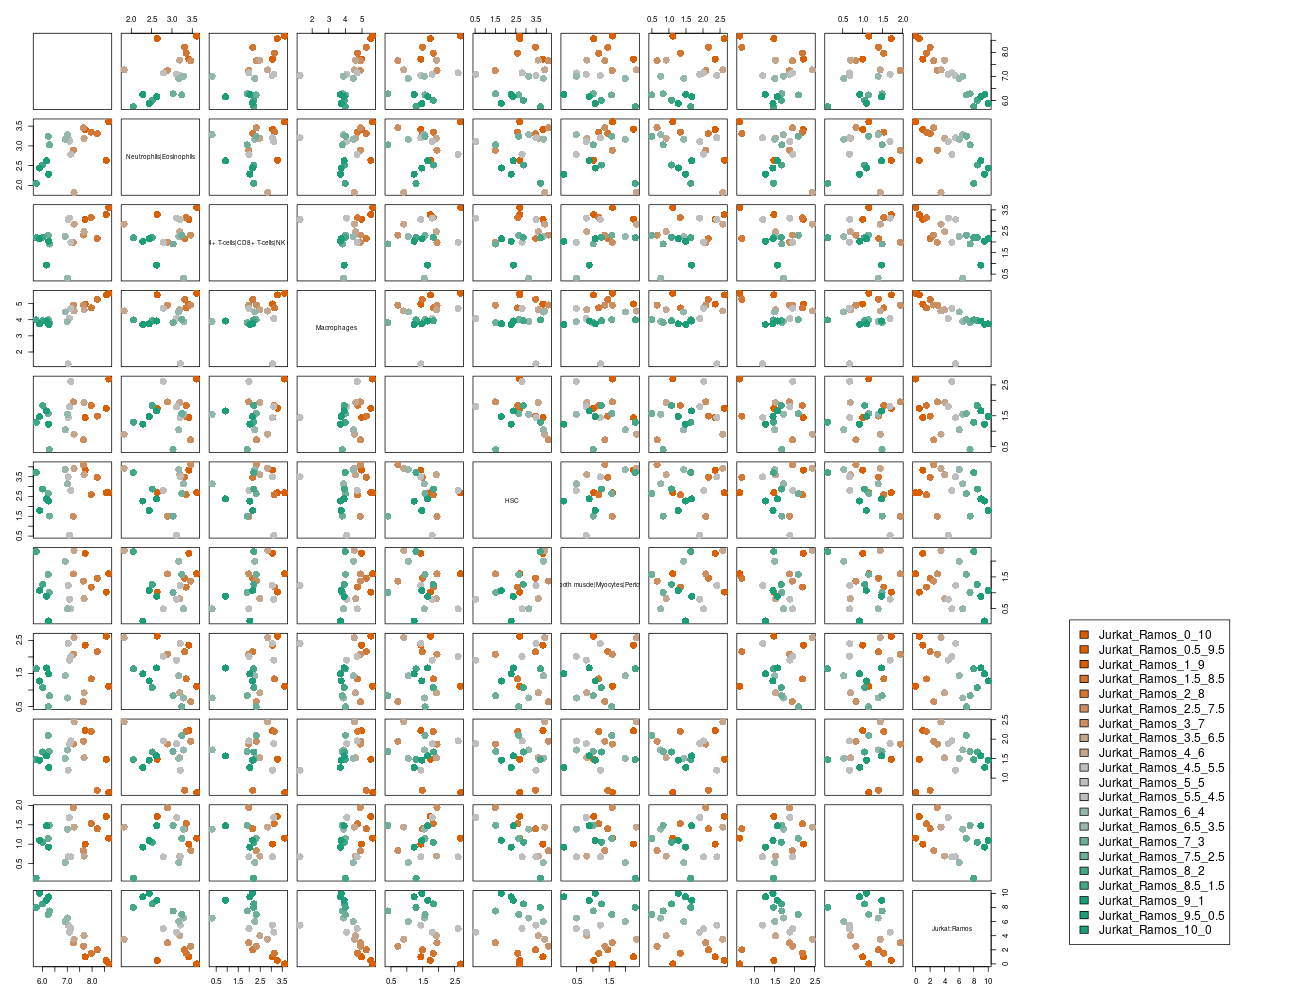 2.0 2.5 3.0 3.5 2 3 4 5 0.5 1.5 2.5 3.5 0.5 1.0 1.5 2.0 2.5 0.5 1.0 1.5 2.0
6.0 7.0 8.0
2.0 2.5 3.0 3.5 Neutrophils|Eosinophils
T-cells|CD8+ T-cells|NK 0.5 1.5 2.5 3.5
2 3 4 5 Macrophages
0.5 1.5 2.5
0.5 1.5 2.5 3.5 HSC
muscle|Myocytes|Peric 0.5 1.5
0.5 1.5 2.5
1.0 1.5 2.0 2.5
0.5 1.0 1.5 2.0
Jurkat:Ramos 0 2 4 6 8 10
6.0 7.0 8.0 0.5 1.5 2.5 3.5 0.5 1.5 2.5 0.5 1.5 1.0 1.5 2.0 2.5 0 2 4 6 8 10
Jurkat_Ramos_0_10
Jurkat_Ramos_0.5_9.5
Jurkat_Ramos_1_9
Jurkat_Ramos_1.5_8.5
Jurkat_Ramos_2_8
Jurkat_Ramos_2.5_7.5
Jurkat_Ramos_3_7
Jurkat_Ramos_3.5_6.5
Jurkat_Ramos_4_6
Jurkat_Ramos_4.5_5.5
Jurkat_Ramos_5_5
Jurkat_Ramos_5.5_4.5
Jurkat_Ramos_6_4
Jurkat_Ramos_6.5_3.5
Jurkat_Ramos_7_3
Jurkat_Ramos_7.5_2.5
Jurkat_Ramos_8_2
Jurkat_Ramos_8.5_1.5
Jurkat_Ramos_9_1
Jurkat_Ramos_9.5_0.5
Jurkat_Ramos_10_0